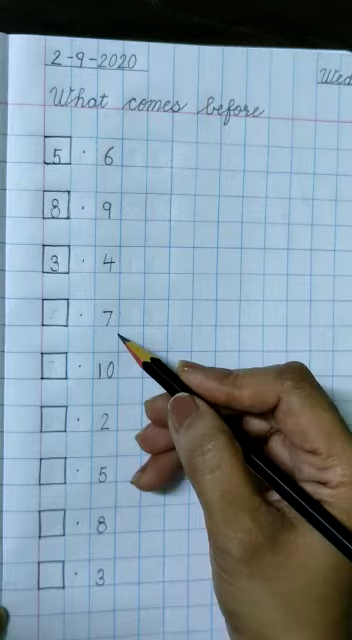 2-9-2020
Wed
What comes before
5 · 6
8 · 9
3 · 4
· 7
· 10
· 2
· 5
· 8
· 3